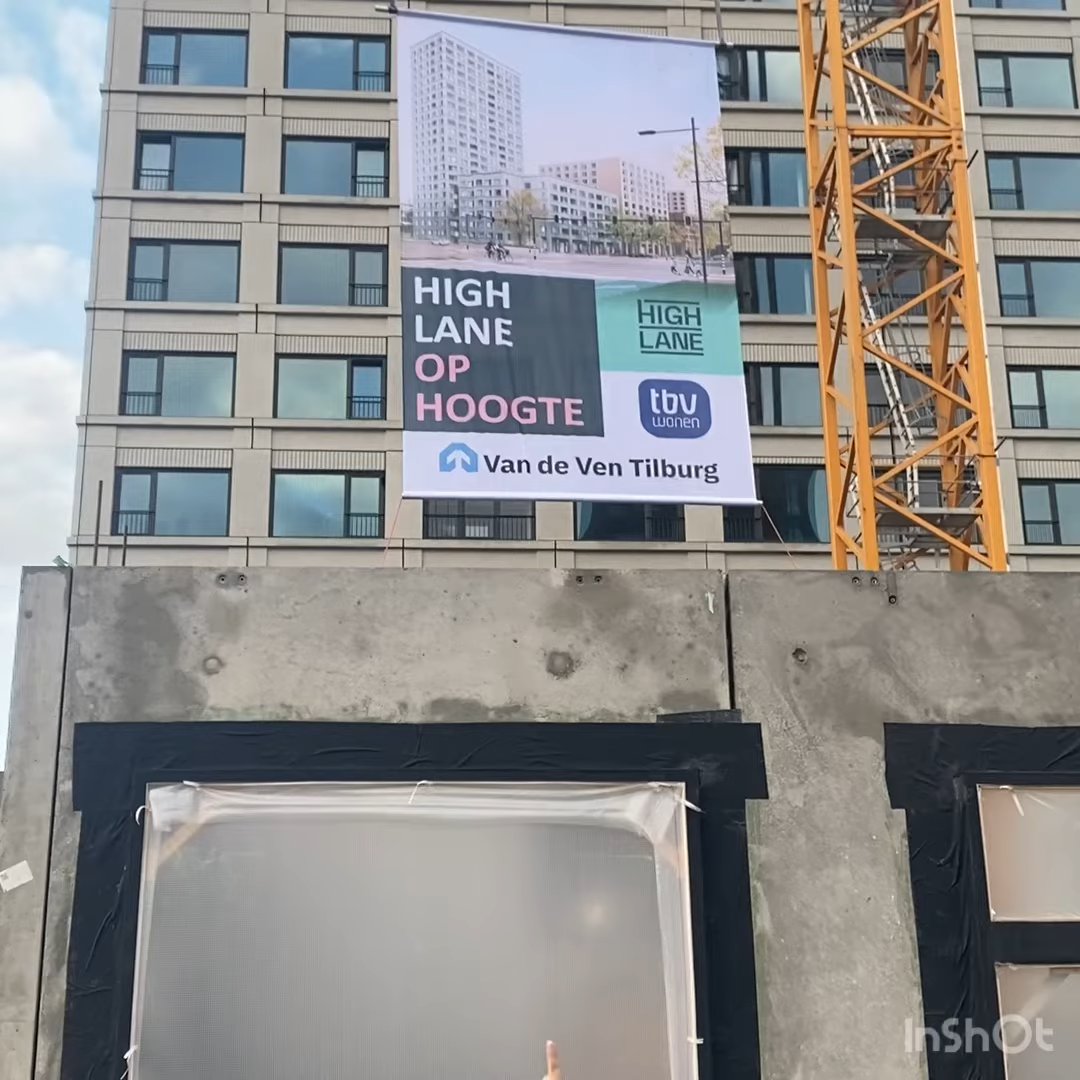 HIGH
LANE
OP
HOOGTE
HIGH
LANE
tbv
wonen
Van de Ven Tilburg
InShOt